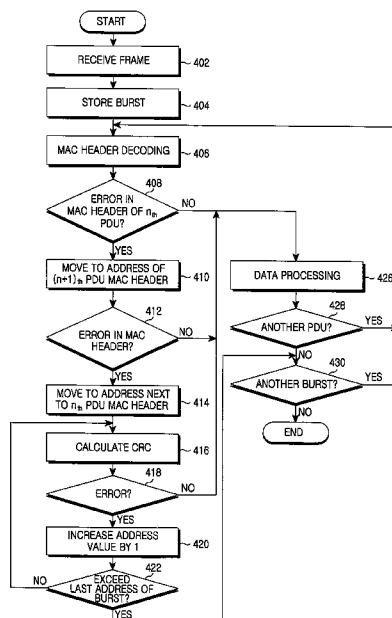 START
RECEIVE FRAME
402
STORE BURST
404
MAC HEADER DECODING
406
408
ERROR IN
MAC HEADER OF nth
PDU?
NO
YES
MOVE TO ADDRESS OF
(n+1)th PDU MAC HEADER
410
412
ERROR IN MAC
HEADER?
NO
YES
MOVE TO ADDRESS NEXT
TO nth PDU MAC HEADER
414
CALCULATE CRC
416
418
ERROR?
NO
YES
INCREASE ADDRESS
VALUE BY 1
420
422
EXCEED
LAST ADDRESS OF
BURST?
NO
YES
DATA PROCESSING
426
428
ANOTHER PDU?
YES
NO
430
ANOTHER BURST?
YES
NO
END